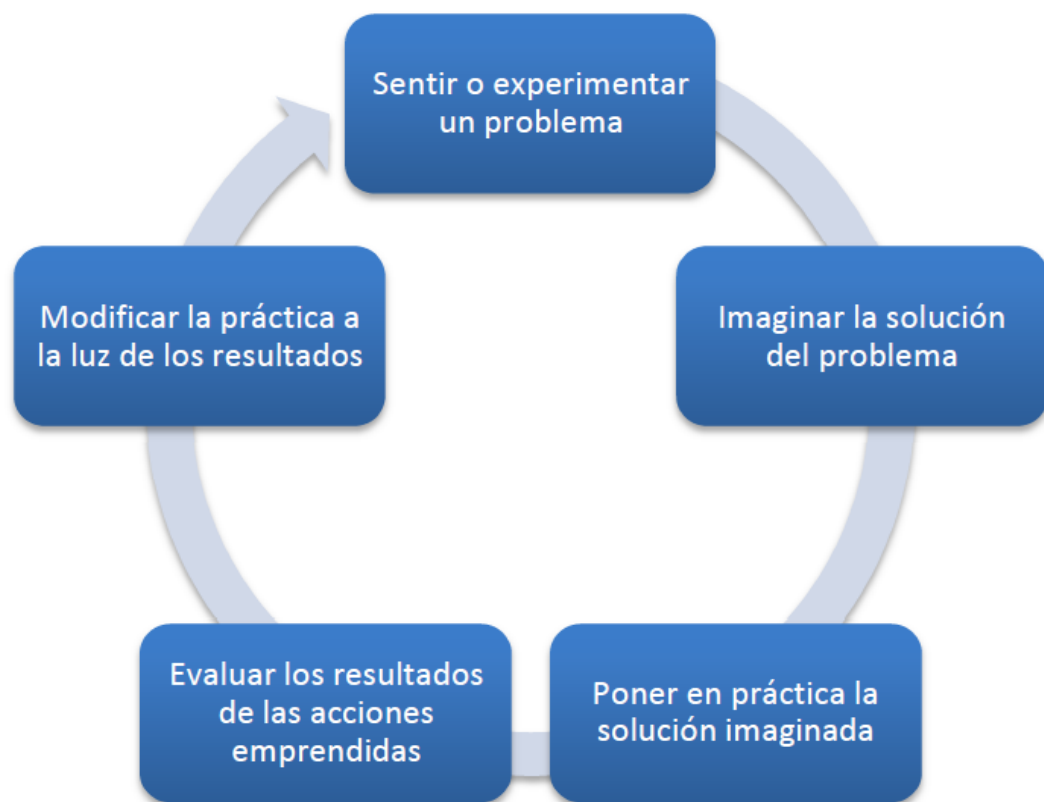 Sentir o experimentar
un problema
Imaginar la solución
del problema
Poner en práctica la
solución imaginada
Evaluar los resultados
de las acciones
emprendidas
Modificar la práctica a
la luz de los resultados